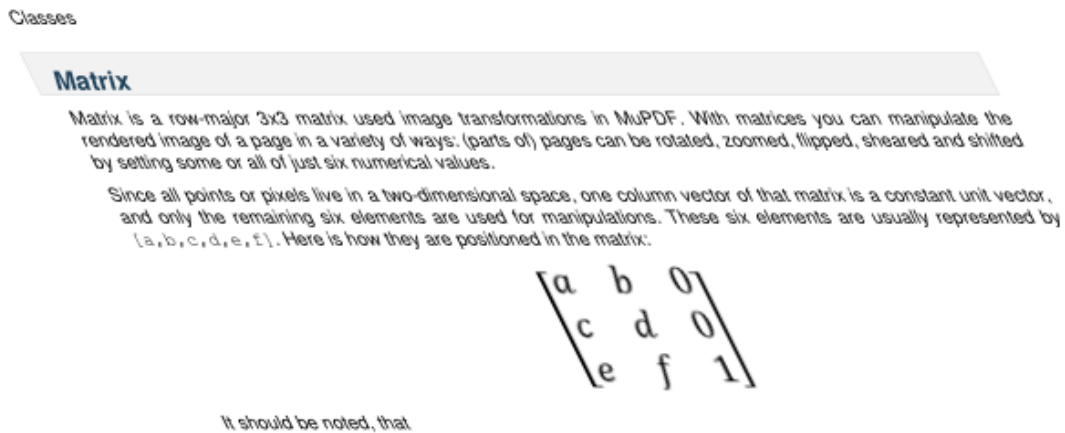 Classes
Matrix
Matrix is a row-major 3x3 matrix used image transformations in MuPDF. With matrices you can manipulate the
rendered image of a page in a variety of ways: (parts of) pages can be rotated, zoomed, flipped, sheared and shifted
by setting some or all of just six numerical values.
Since all points or pixels live in a two-dimensional space, one column vector of that matrix is a constant unit vector,
and only the remaining six elements are used for manipulations. These six elements are usually represented by
[a,b,c,d,e,f]. Here is how they are positioned in the matrix:
a b 0
c d 0
e f 1
It should be noted, that